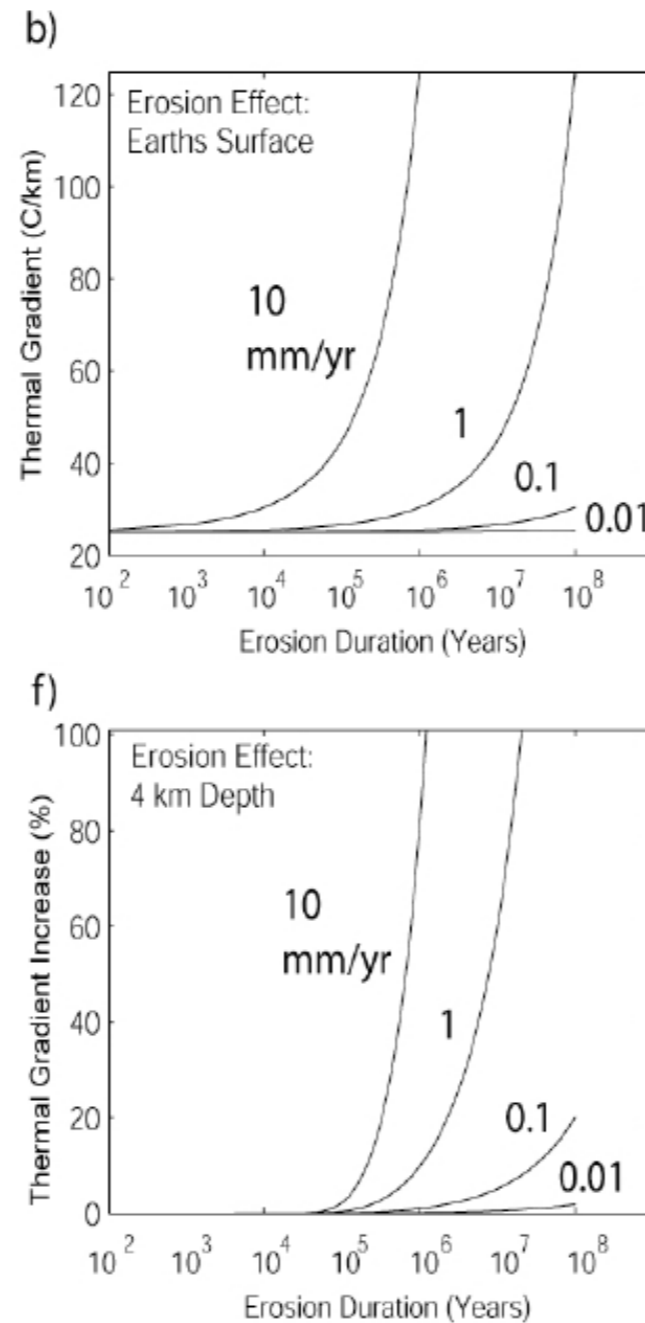 b)
Erosion Effect:
Earths Surface
Thermal Gradient (C/km)
120
100
80
60
40
20
10
mm/yr
1
0.1
0.01
10^2 10^3 10^4 10^5 10^6 10^7 10^8
Erosion Duration (Years)
f)
Erosion Effect:
4 km Depth
Thermal Gradient Increase (%)
100
80
60
40
20
0
10
mm/yr
1
0.1
0.01
10^2 10^3 10^4 10^5 10^6 10^7 10^8
Erosion Duration (Years)